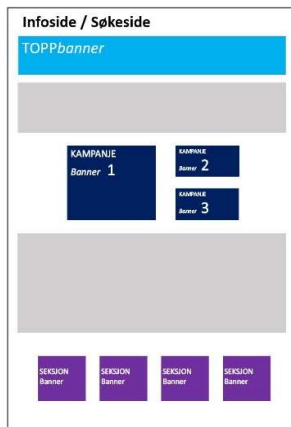 Infoside / Søkeside
TOPPbanner
KAMPANJE
Banner 1
KAMPANJE
Banner 2
KAMPANJE
Banner 3
SEKSJON
Banner
SEKSJON
Banner
SEKSJON
Banner
SEKSJON
Banner